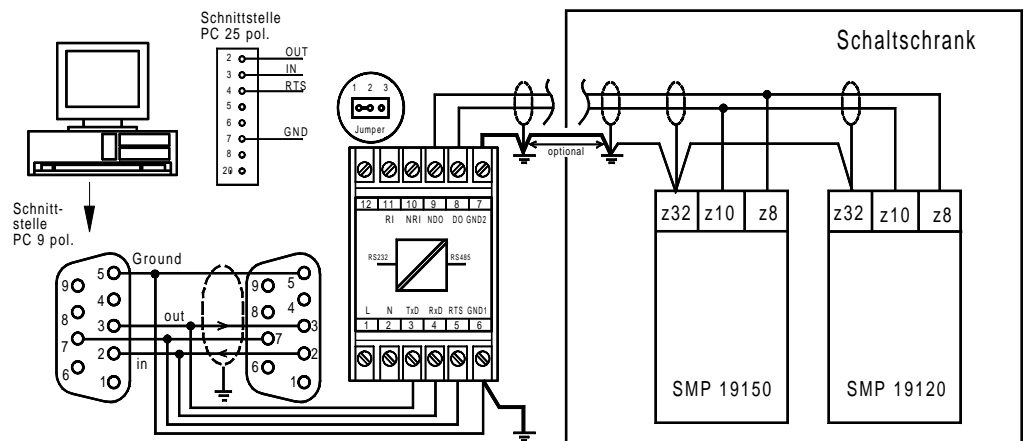 Schnittstelle
PC 25 pol.
2 OUT
3 IN
4 RTS
5
6
7 GND
8
20
1 2 3
Jumper
Schaltschrank
optional
12 11 10 9 8 7
RI NRI NDO DO GND2
RS232 RS485
L N TxD RxD RTS GND1
1 2 3 4 5 6
z32 z10 z8
z32 z10 z8
SMP 19150
SMP 19120
Schnitt-
stelle
PC 9 pol.
Ground
out
in
5
9
4
8
3
7
2
6
1
5
9
4
8
3
7
2
6
1